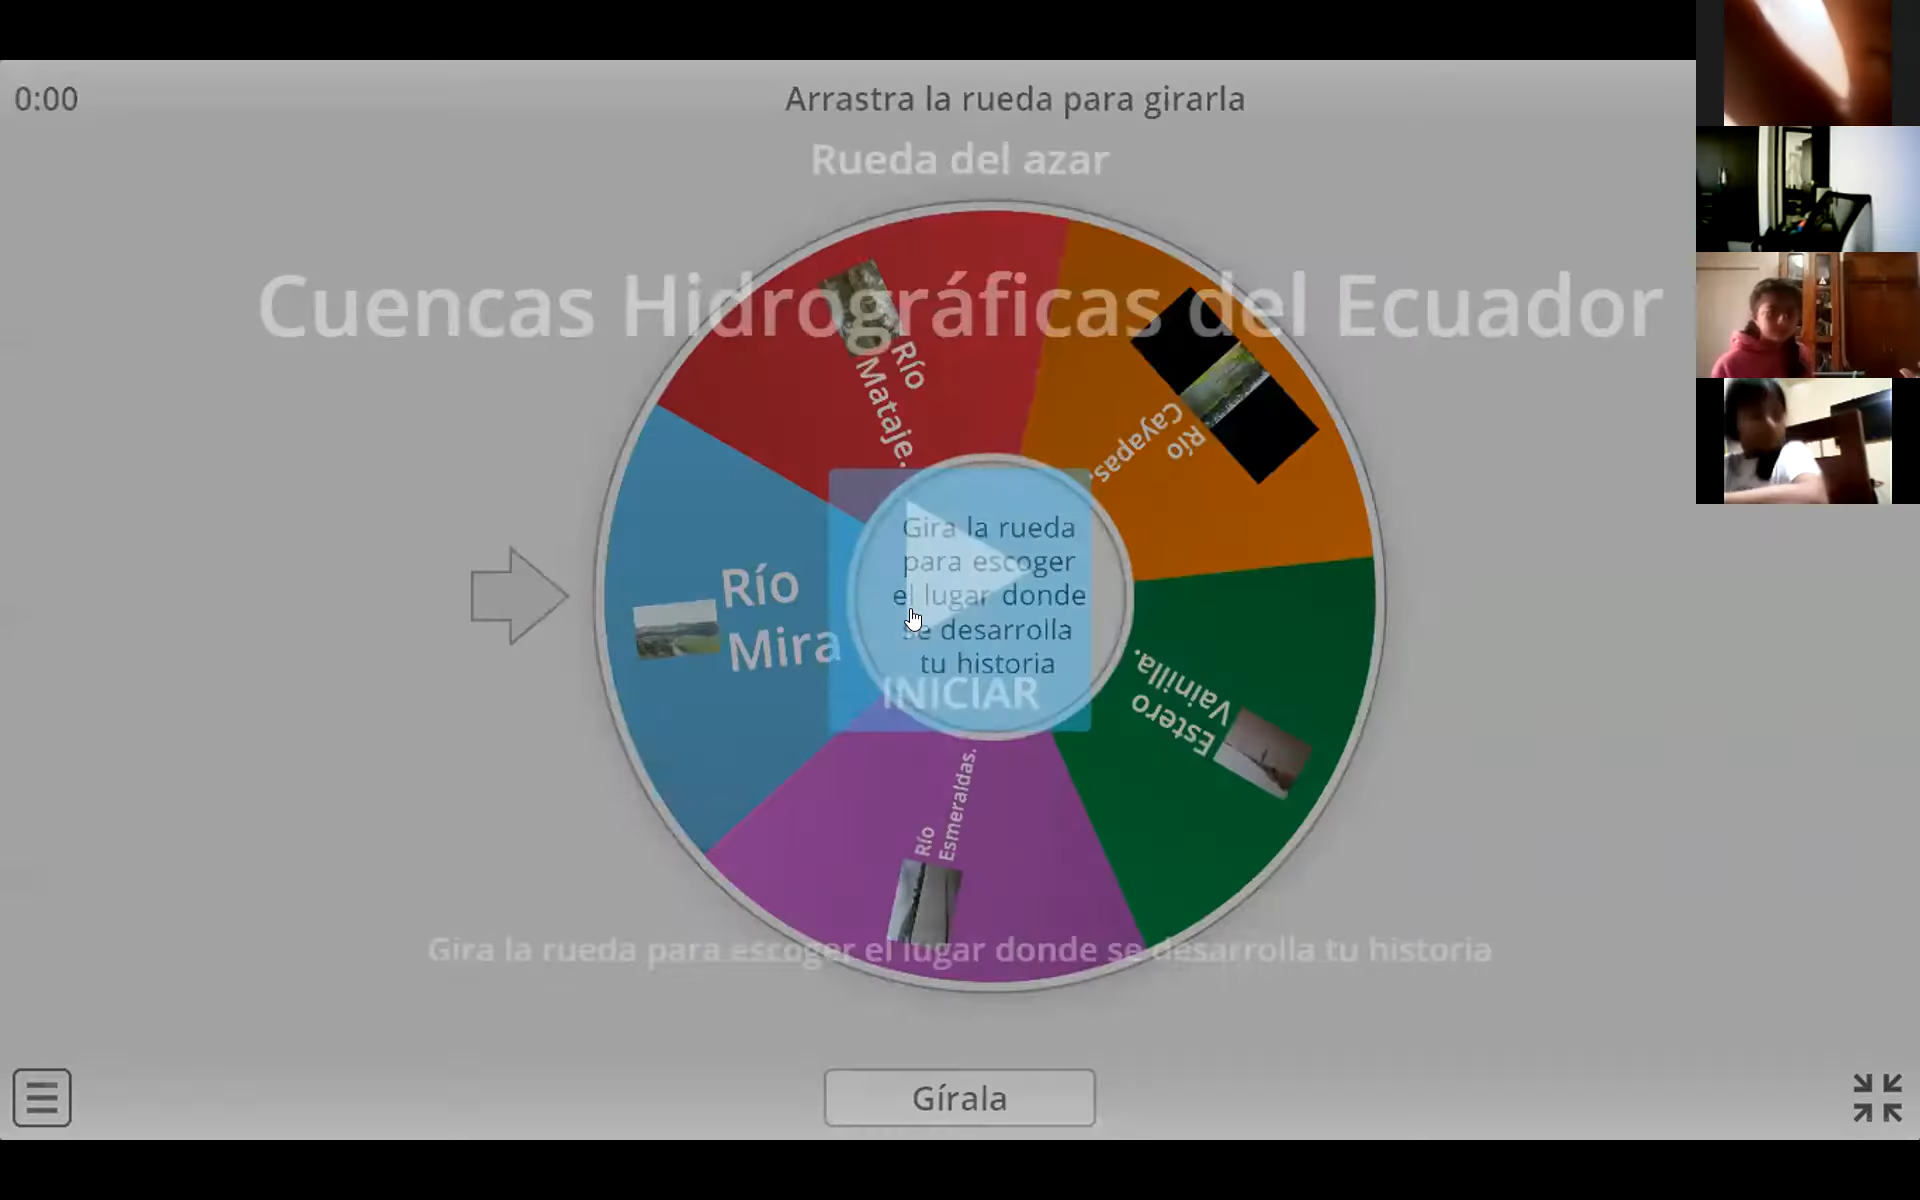 0:00
Arrastra la rueda para girarla
Rueda del azar
Cuencas Hidrográficas del Ecuador
Río
Mataje.
Río
Cayapas.
Gira la rueda
para escoger
el lugar donde
se desarrolla
tu historia
Río
Mira
INICIAR
Estero
Vainilla.
Río
Esmeraldas.
Gira la rueda para escoger el lugar donde se desarrolla tu historia
Gírala